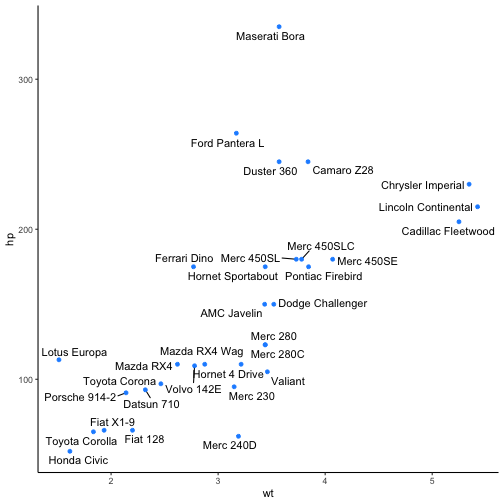 Maserati Bora
300
Ford Pantera L
Duster 360
Camaro Z28
Chrysler Imperial
Lincoln Continental
200
Cadillac Fleetwood
hp
Merc 450SLC
Ferrari Dino
Merc 450SL
Merc 450SE
Hornet Sportabout
Pontiac Firebird
Dodge Challenger
AMC Javelin
Merc 280
Lotus Europa
Mazda RX4 Wag
Merc 280C
Mazda RX4
Hornet 4 Drive
100
Toyota Corona
Valiant
Volvo 142E
Porsche 914-2
Merc 230
Datsun 710
Fiat X1-9
Toyota Corolla
Fiat 128
Merc 240D
Honda Civic
2
3
4
5
wt